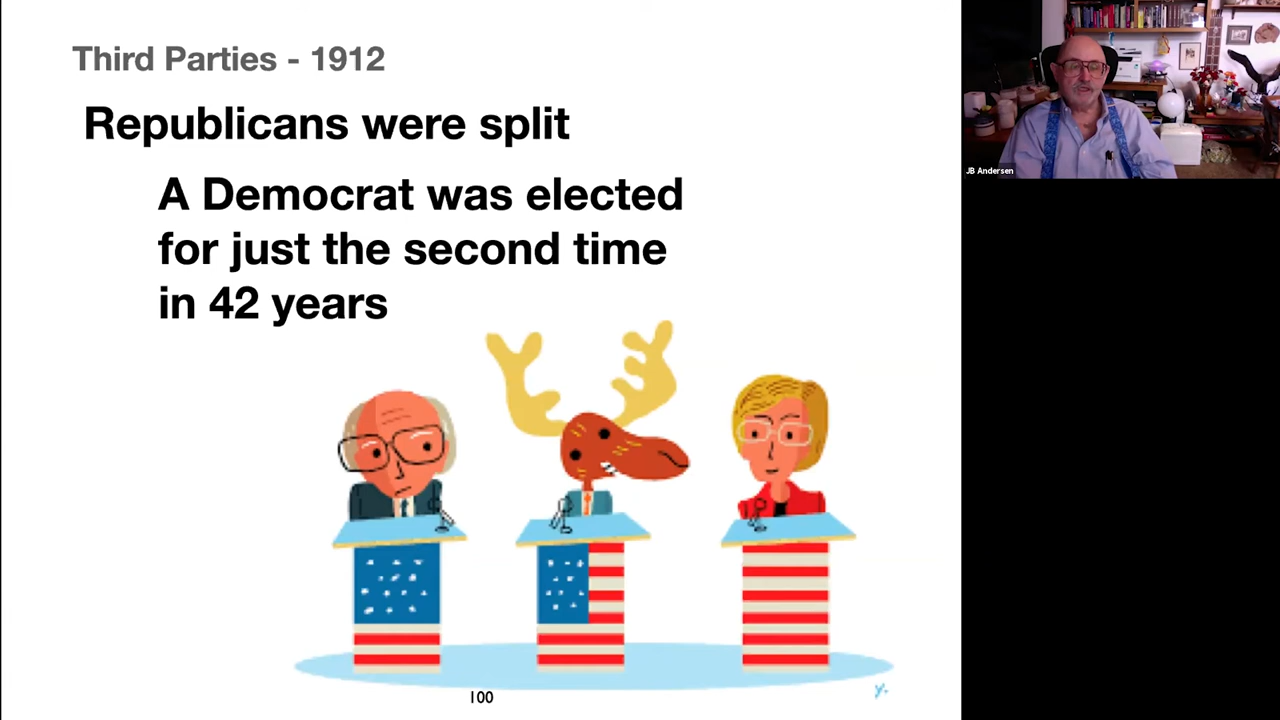 Third Parties - 1912
Republicans were split
A Democrat was elected
for just the second time
in 42 years
100
y.
JB Andersen